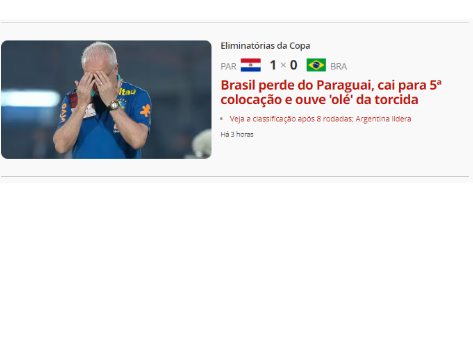 Eliminatórias da Copa
PAR 1 × 0 BRA
Brasil perde do Paraguai, cai para 5ª
colocação e ouve 'olé' da torcida
Veja a classificação após 8 rodadas; Argentina lidera
Há 3 horas